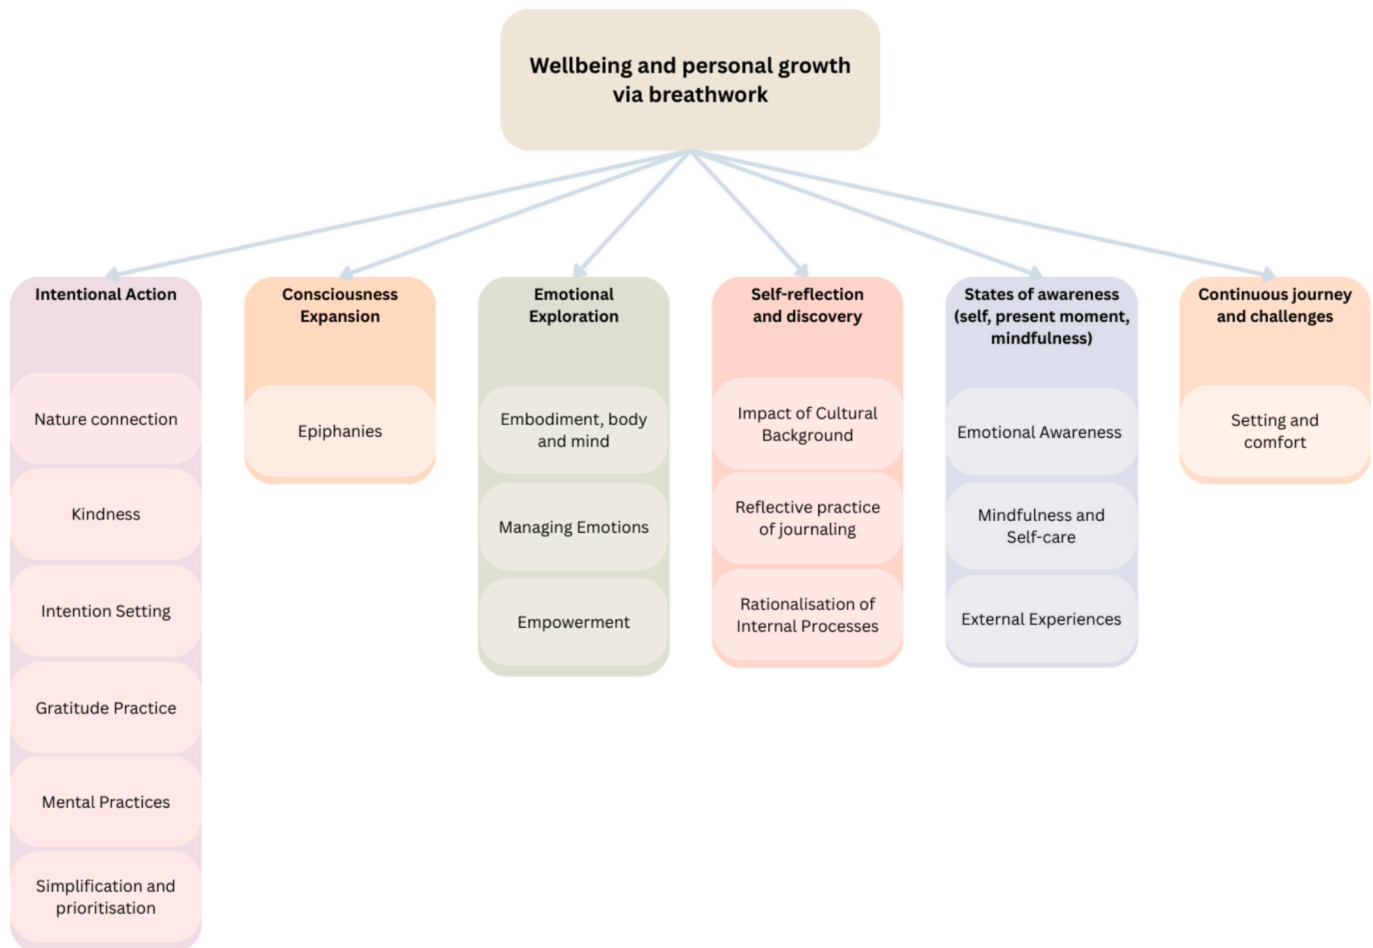 Wellbeing and personal growth
via breathwork
Intentional Action
Nature connection
Kindness
Intention Setting
Gratitude Practice
Mental Practices
Simplification and
prioritisation
Consciousness
Expansion
Epiphanies
Emotional
Exploration
Embodiment, body
and mind
Managing Emotions
Empowerment
Self-reflection
and discovery
Impact of Cultural
Background
Reflective practice
of journaling
Rationalisation of
Internal Processes
States of awareness
(self, present moment,
mindfulness)
Emotional Awareness
Mindfulness and
Self-care
External Experiences
Continuous journey
and challenges
Setting and
comfort